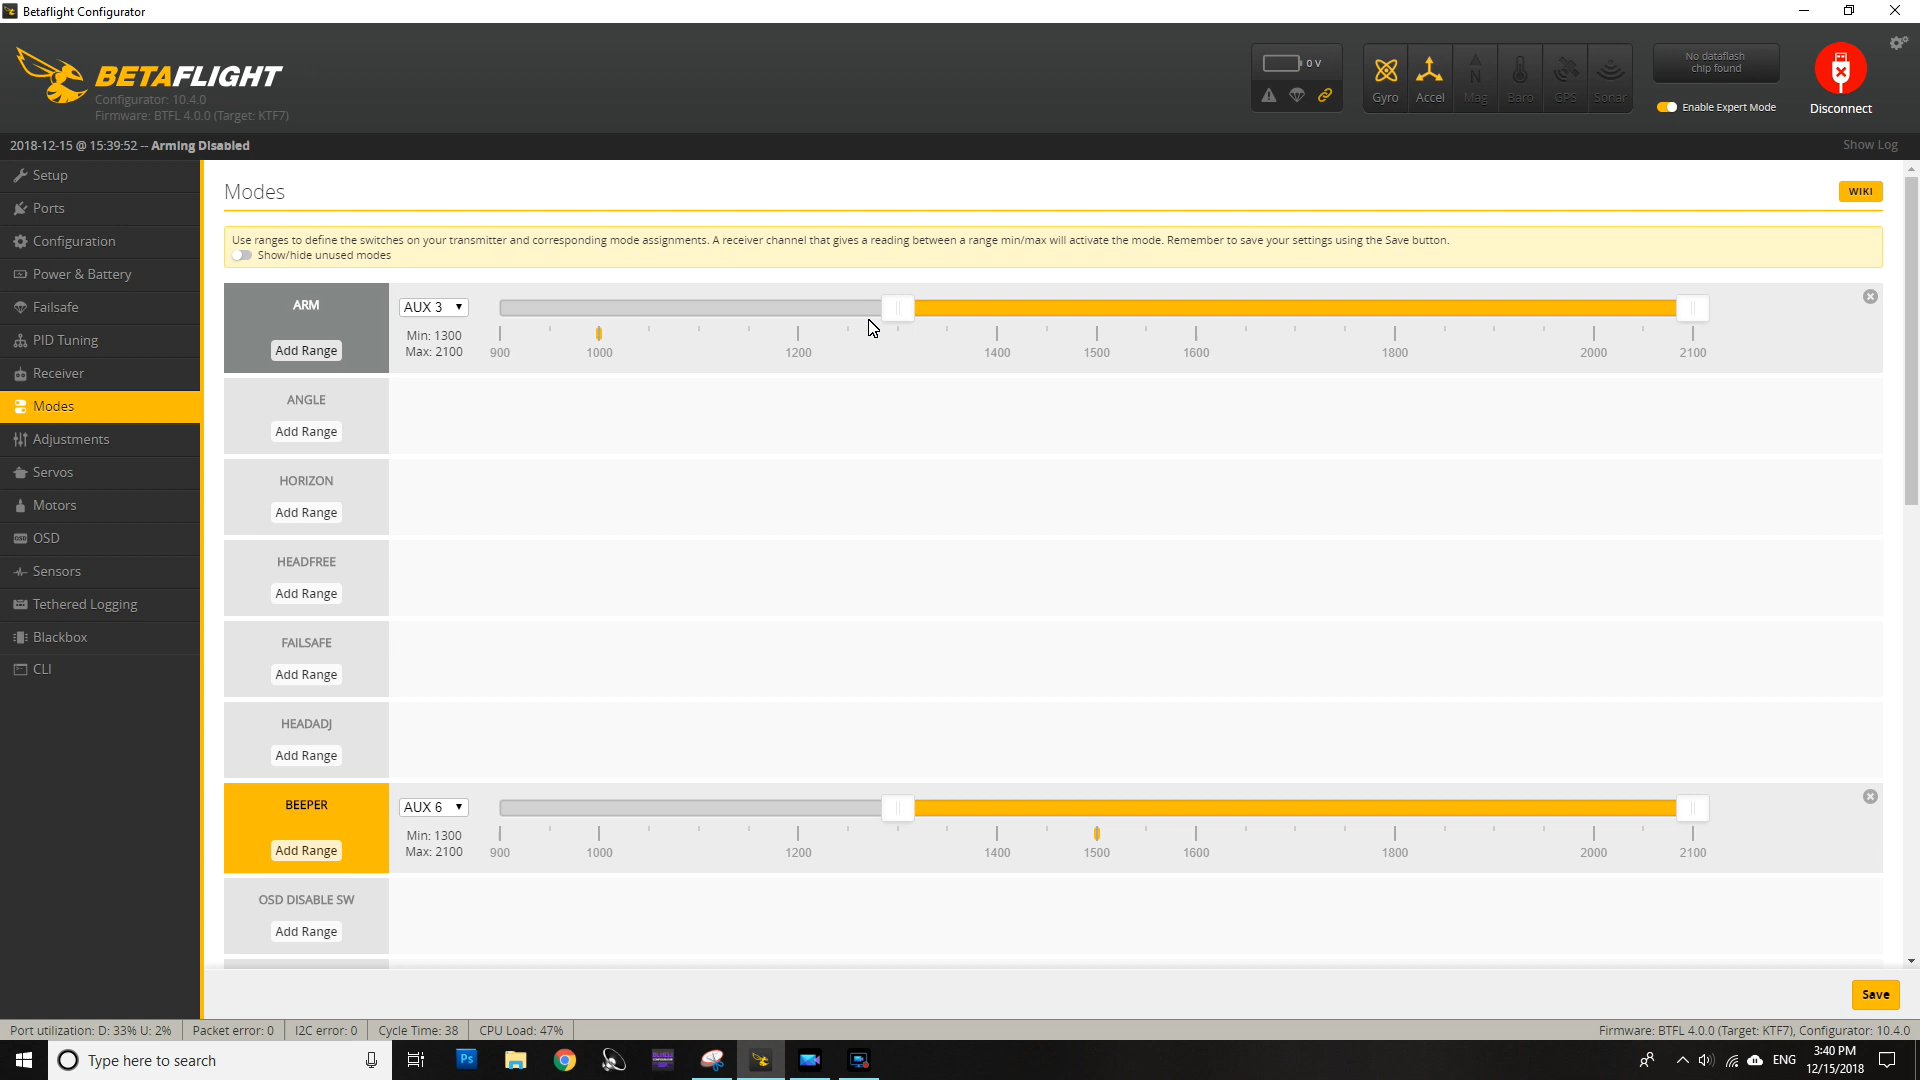 Betaflight Configurator
BETAFLIGHT
Configurator: 10.4.0
Firmware: BTFL 4.0.0 (Target: KTF7)
0 V
Gyro
Accel
Mag
Baro
GPS
Sonar
No dataflash
chip found
Enable Expert Mode
Disconnect
2018-12-15 @ 15:39:52 -- Arming Disabled
Show Log
Setup
Ports
Configuration
Power & Battery
Failsafe
PID Tuning
Receiver
Modes
Adjustments
Servos
Motors
OSD
Sensors
Tethered Logging
Blackbox
CLI
Modes
WIKI
Use ranges to define the switches on your transmitter and corresponding mode assignments. A receiver channel that gives a reading between a range min/max will activate the mode. Remember to save your settings using the Save button.
Show/hide unused modes
ARM
Add Range
AUX 3
Min: 1300
Max: 2100
900 1000 1200 1400 1500 1600 1800 2000 2100
ANGLE
Add Range
HORIZON
Add Range
HEADFREE
Add Range
FAILSAFE
Add Range
HEADADJ
Add Range
BEEPER
Add Range
AUX 6
Min: 1300
Max: 2100
900 1000 1200 1400 1500 1600 1800 2000 2100
OSD DISABLE SW
Add Range
Save
Port utilization: D: 33% U: 2%
Packet error: 0
I2C error: 0
Cycle Time: 38
CPU Load: 47%
Firmware: BTFL 4.0.0 (Target: KTF7), Configurator: 10.4.0
Type here to search
Ps
ENG
3:40 PM
12/15/2018